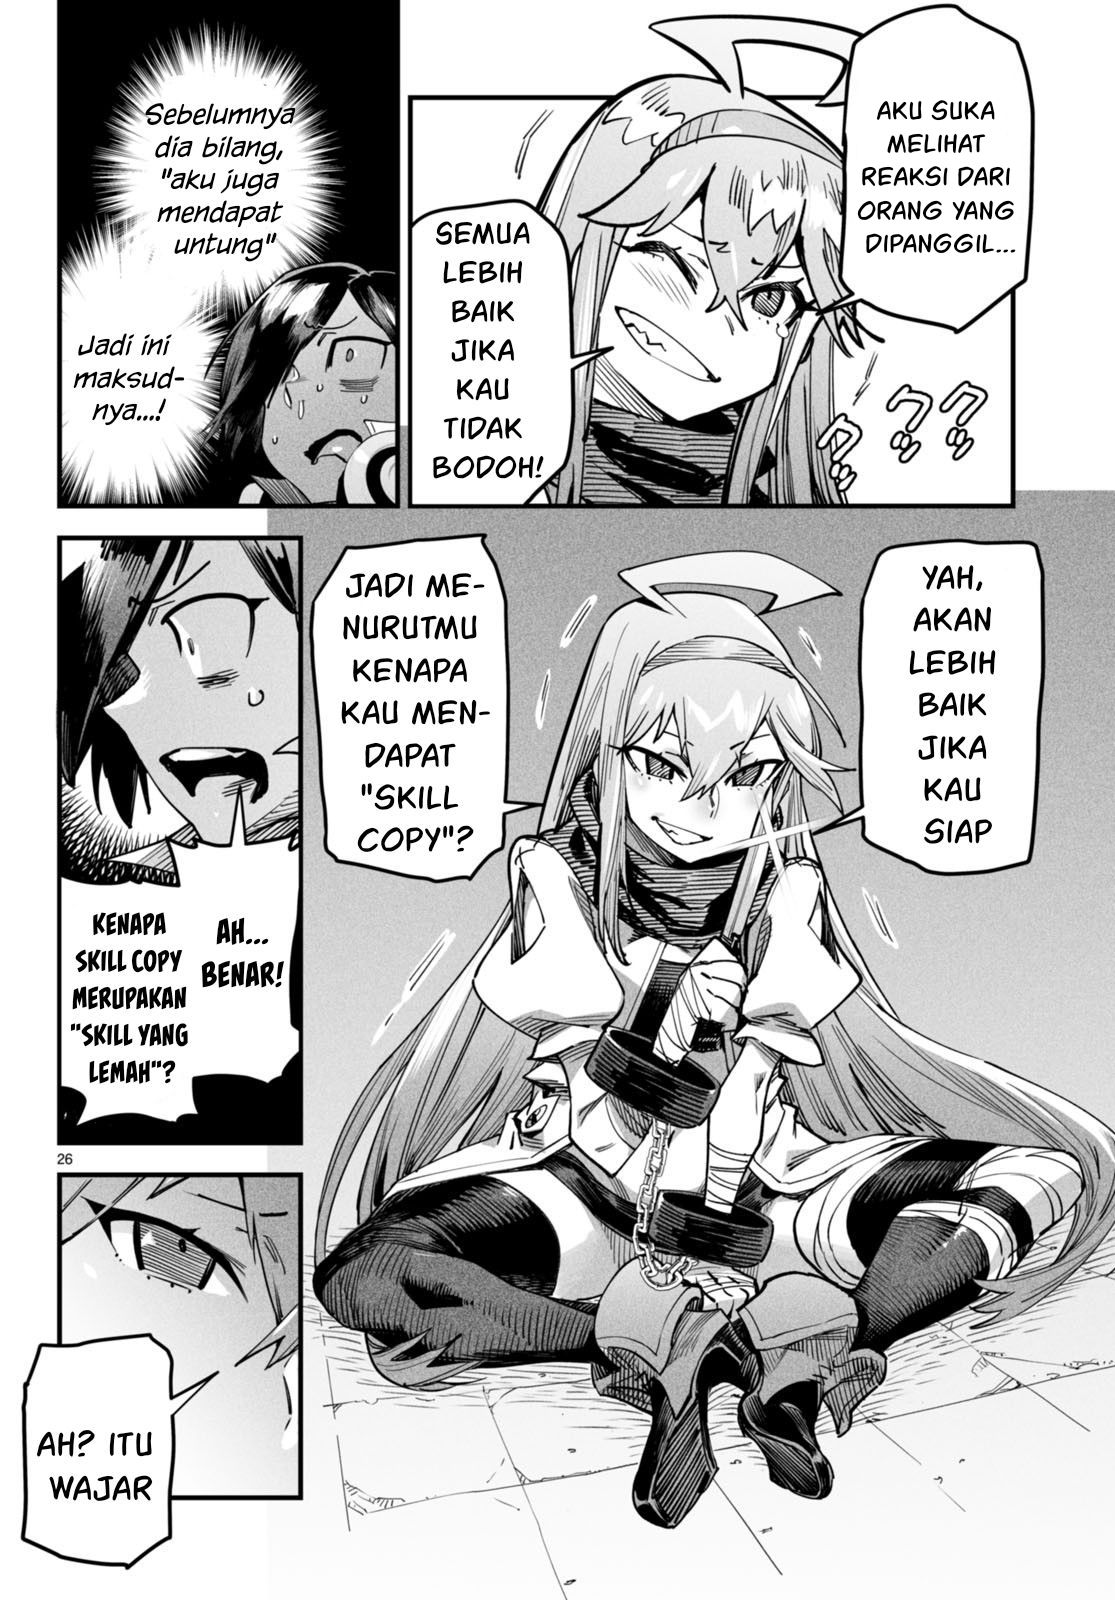 AKU SUKA
MELIHAT
REAKSI DARI
ORANG YANG
DIPANGGIL...
SEMUA
LEBIH
BAIK
JIKA
KAU
TIDAK
BODOH!
クックックッ
Sebelumnya
dia bilang,
"aku juga
mendapat
untung"
Jadi ini
maksud-
nya...!
YAH,
AKAN
LEBIH
BAIK
JIKA
KAU
SIAP
JADI ME-
NURUTMU
KENAPA
KAU MEN-
DAPAT
"SKILL
COPY"?
AH...
BENAR!
KENAPA
SKILL COPY
MERUPAKAN
"SKILL YANG
LEMAH"?
26
AH? ITU
WAJAR